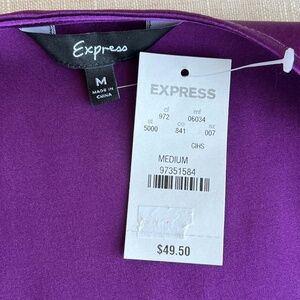 Express
M
MADE IN
CHINA
EXPRESS
cl mf
972 06034
st co sz
5000 841 007
CIHS
MEDIUM
97351584
$49.50